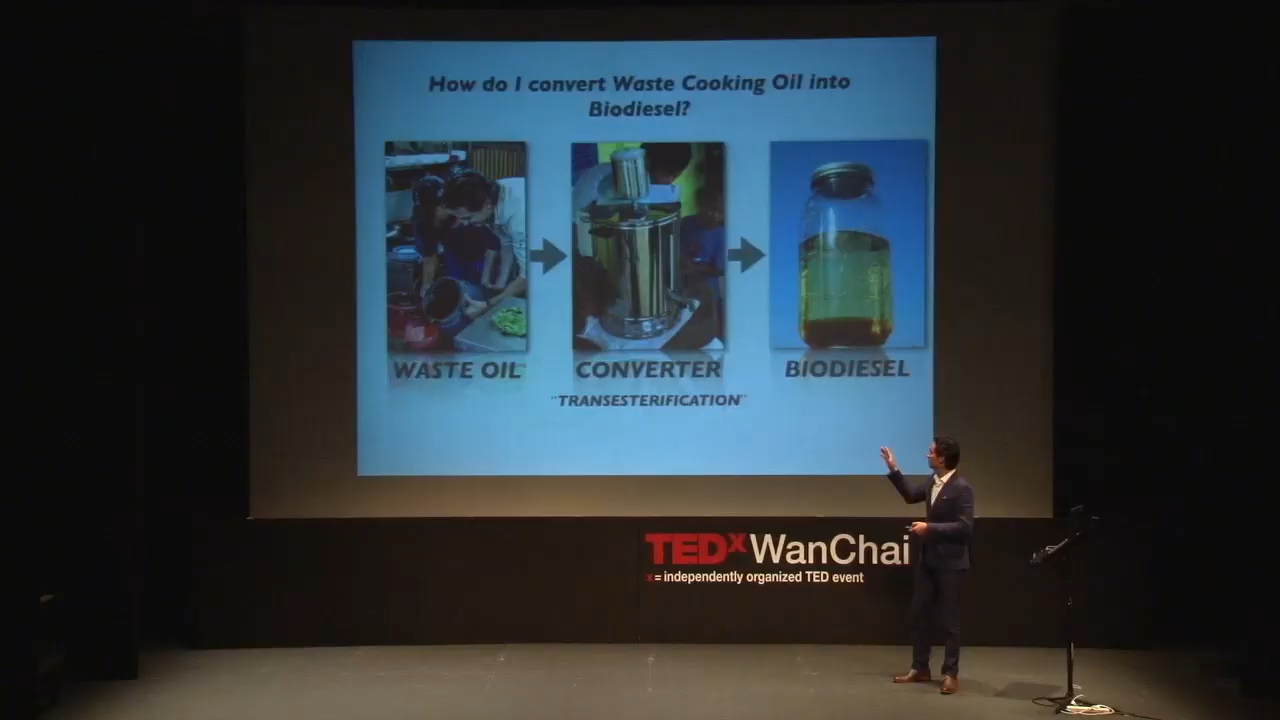 How do I convert Waste Cooking Oil into
Biodiesel?
WASTE OIL
CONVERTER
BIODIESEL
"TRANSESTERIFICATION"
TEDx WanChai
x = independently organized TED event